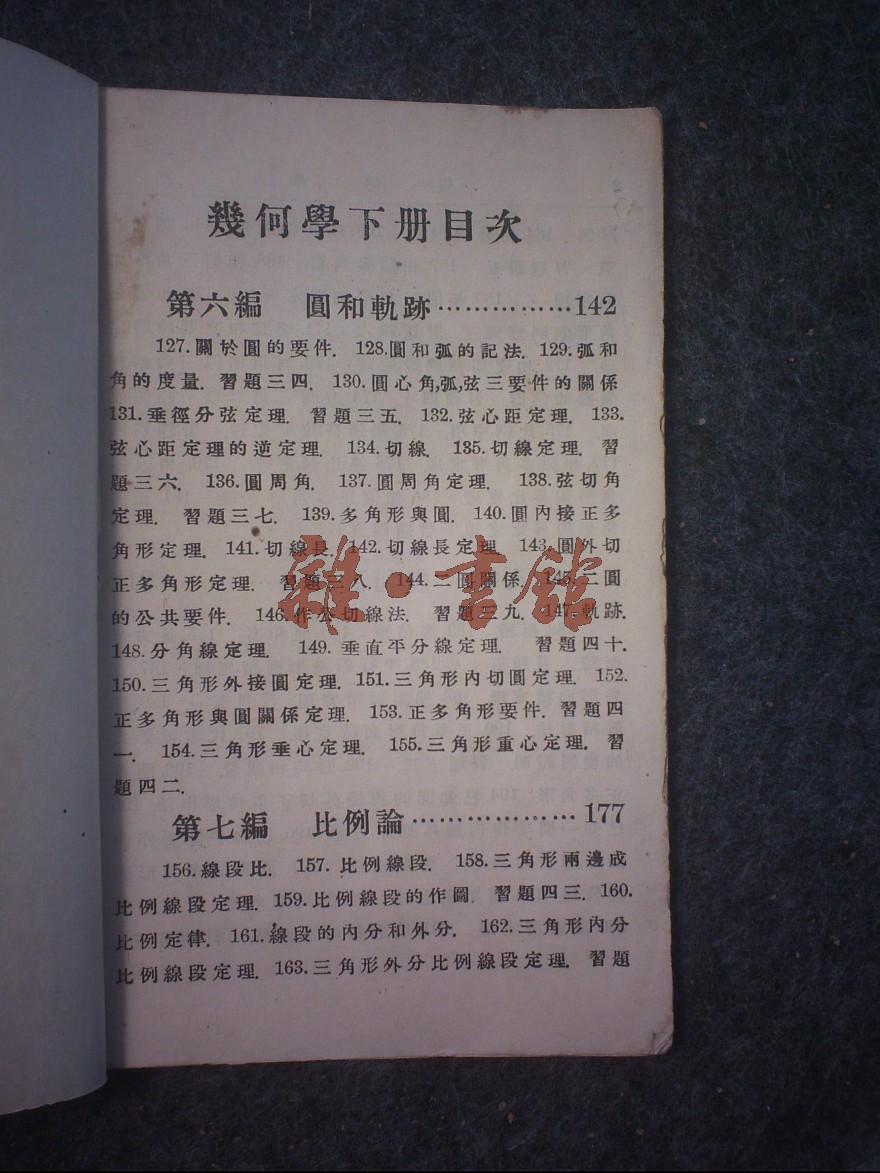 幾何學下册目次
第六編 圓和軌跡……………142
127.關於圓的要件. 128.圓和弧的記法. 129.弧和
角的度量. 習題三四. 130.圓心角,弧,弦三要件的關係
131.垂徑分弦定理. 習題三五. 132.弦心距定理. 133.
弦心距定理的逆定理. 134.切線. 135.切線定理. 習
題三六. 136.圓周角. 137.圓周角定理. 138.弦切角
定理. 習題三七. 139.多角形與圓. 140.圓內接正多
角形定理. 141.切線長. 142.切線長定理. 143.圓外切
正多角形定理. 習題三八. 144.二圓關係. 145.二圓
的公共要件. 146.作公切線法. 習題三九. 147.軌跡.
148.分角線定理. 149.垂直平分線定理. 習題四十.
150.三角形外接圓定理. 151.三角形內切圓定理. 152.
正多角形與圓關係定理. 153.正多角形要件. 習題四
一. 154.三角形垂心定理. 155.三角形重心定理. 習
題四二.
第七編 比例論………………177
156.線段比. 157.比例線段. 158.三角形兩邊成
比例線段定理. 159.比例線段的作圖. 習題四三. 160.
比例定律. 161.線段的內分和外分. 162.三角形內分
比例線段定理. 163.三角形外分比例線段定理. 習題
雜·書館